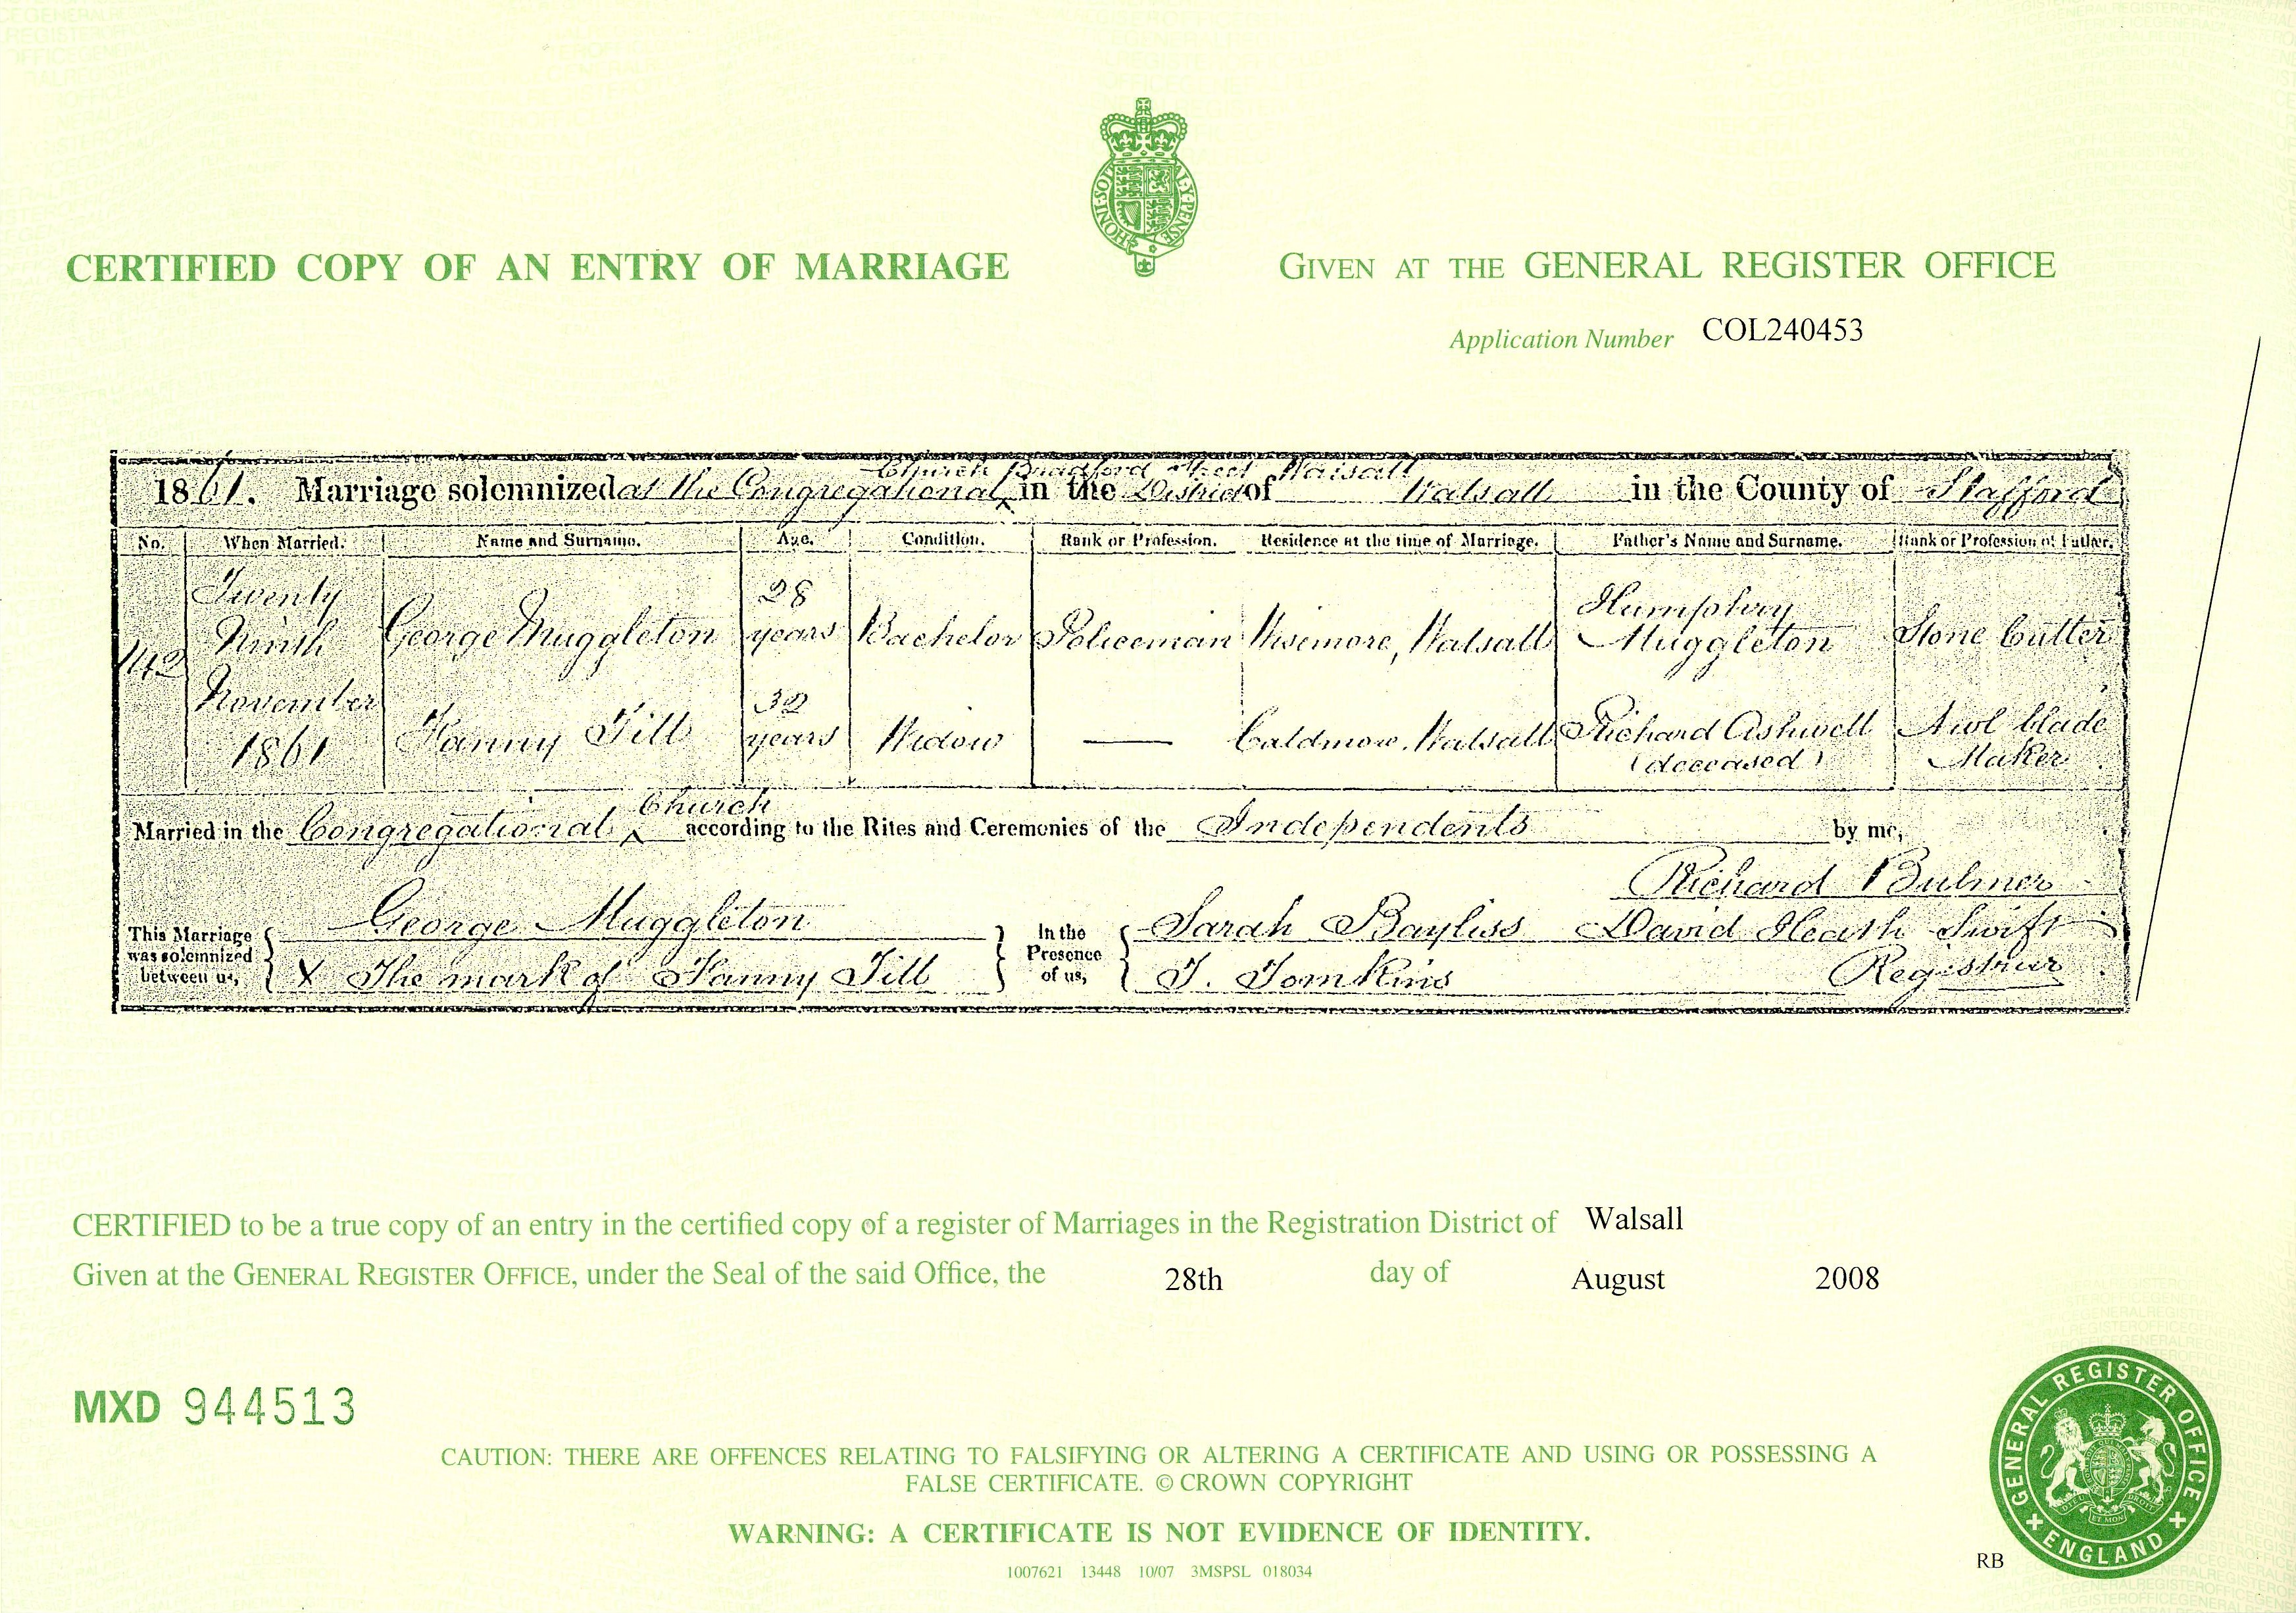 CERTIFIED COPY OF AN ENTRY OF MARRIAGE
HONI·SOI AL·Y·PENSE
GIVEN AT THE GENERAL REGISTER OFFICE
Application Number COL240453
Church Bradford Street Walsall
1861. Marriage solemnized at the Congregational in the District of Walsall in the County of Stafford
No. When Married. Name and Surname. Age. Condition. Rank or Profession. Residence at the time of Marriage. Father's Name and Surname. Rank or Profession of Father.
142 Twenty Ninth November 1861
George Muggleton 28 years Bachelor Policeman Wisemore, Walsall Humphrey Muggleton Stone Cutter
Fanny Till 32 years Widow — Caldmore, Walsall Richard Ashwell (deceased) Awl blade Maker
Church
Married in the Congregational according to the Rites and Ceremonies of the Independents by me,
Richard Bulmer
This Marriage was solemnized between us, George Muggleton
X The mark of Fanny Till
In the Presence of us, Sarah Bayliss
T. Tomkins
David Heath Swift
Registrar
CERTIFIED to be a true copy of an entry in the certified copy of a register of Marriages in the Registration District of Walsall
Given at the GENERAL REGISTER OFFICE, under the Seal of the said Office, the 28th day of August 2008
MXD 944513
CAUTION: THERE ARE OFFENCES RELATING TO FALSIFYING OR ALTERING A CERTIFICATE AND USING OR POSSESSING A
FALSE CERTIFICATE. © CROWN COPYRIGHT
WARNING: A CERTIFICATE IS NOT EVIDENCE OF IDENTITY.
1007621 13448 10/07 3MSPSL 018034
RB
GENERAL REGISTER OFFICE
ENGLAND